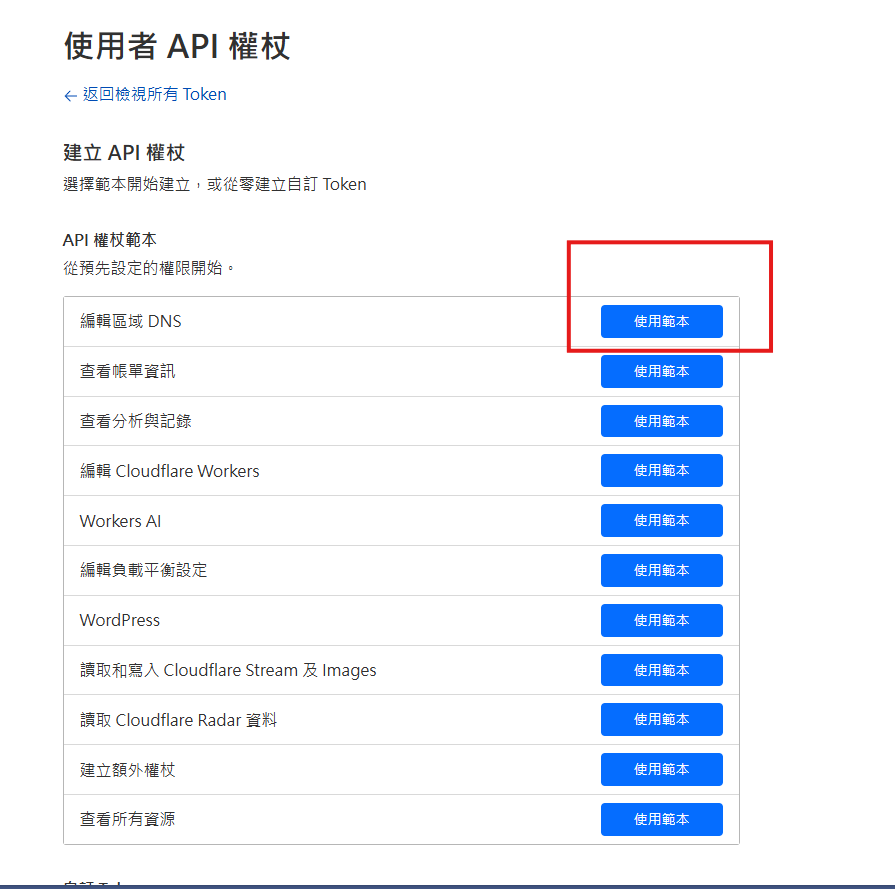 使用者 API 權杖
← 返回檢視所有 Token
建立 API 權杖
選擇範本開始建立，或從零建立自訂 Token
API 權杖範本
從預先設定的權限開始。
編輯區域 DNS 使用範本
查看帳單資訊 使用範本
查看分析與記錄 使用範本
編輯 Cloudflare Workers 使用範本
Workers AI 使用範本
編輯負載平衡設定 使用範本
WordPress 使用範本
讀取和寫入 Cloudflare Stream 及 Images 使用範本
讀取 Cloudflare Radar 資料 使用範本
建立額外權杖 使用範本
查看所有資源 使用範本